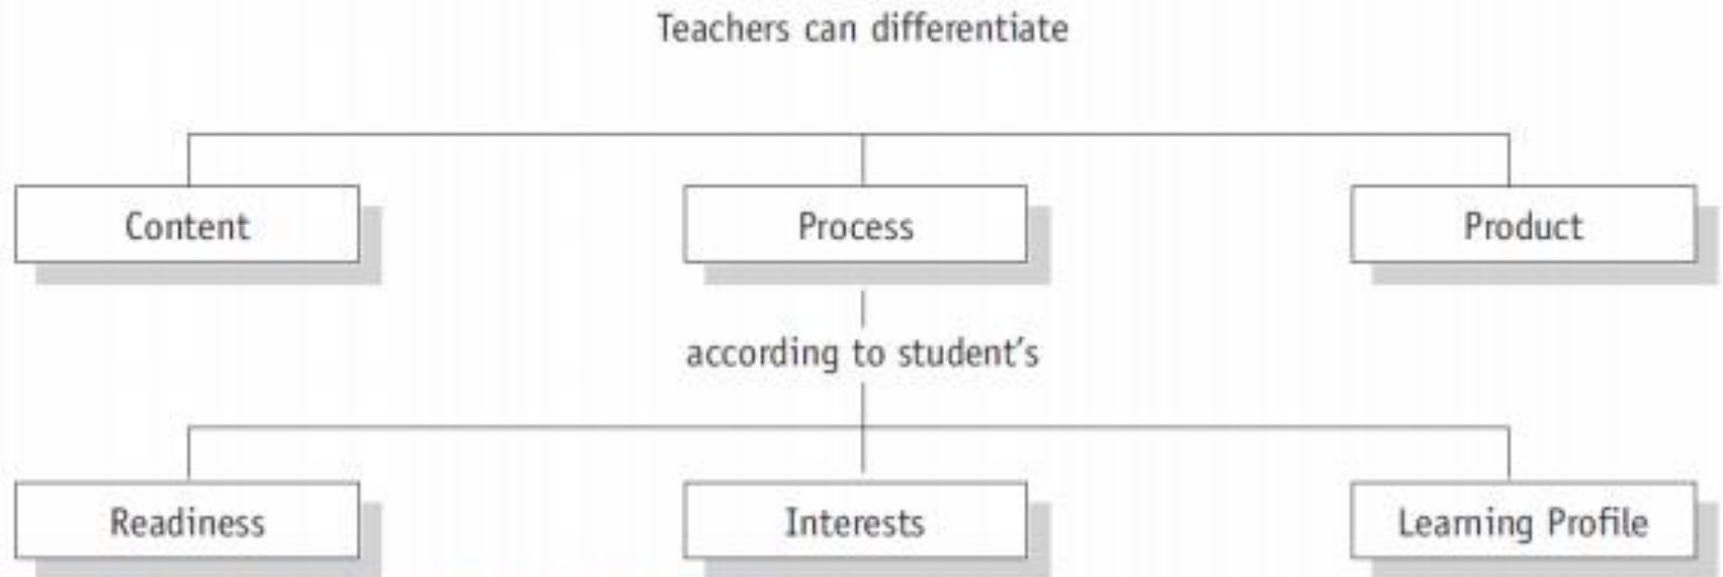 Teachers can differentiate
Content
Process
Product
according to student's
Readiness
Interests
Learning Profile